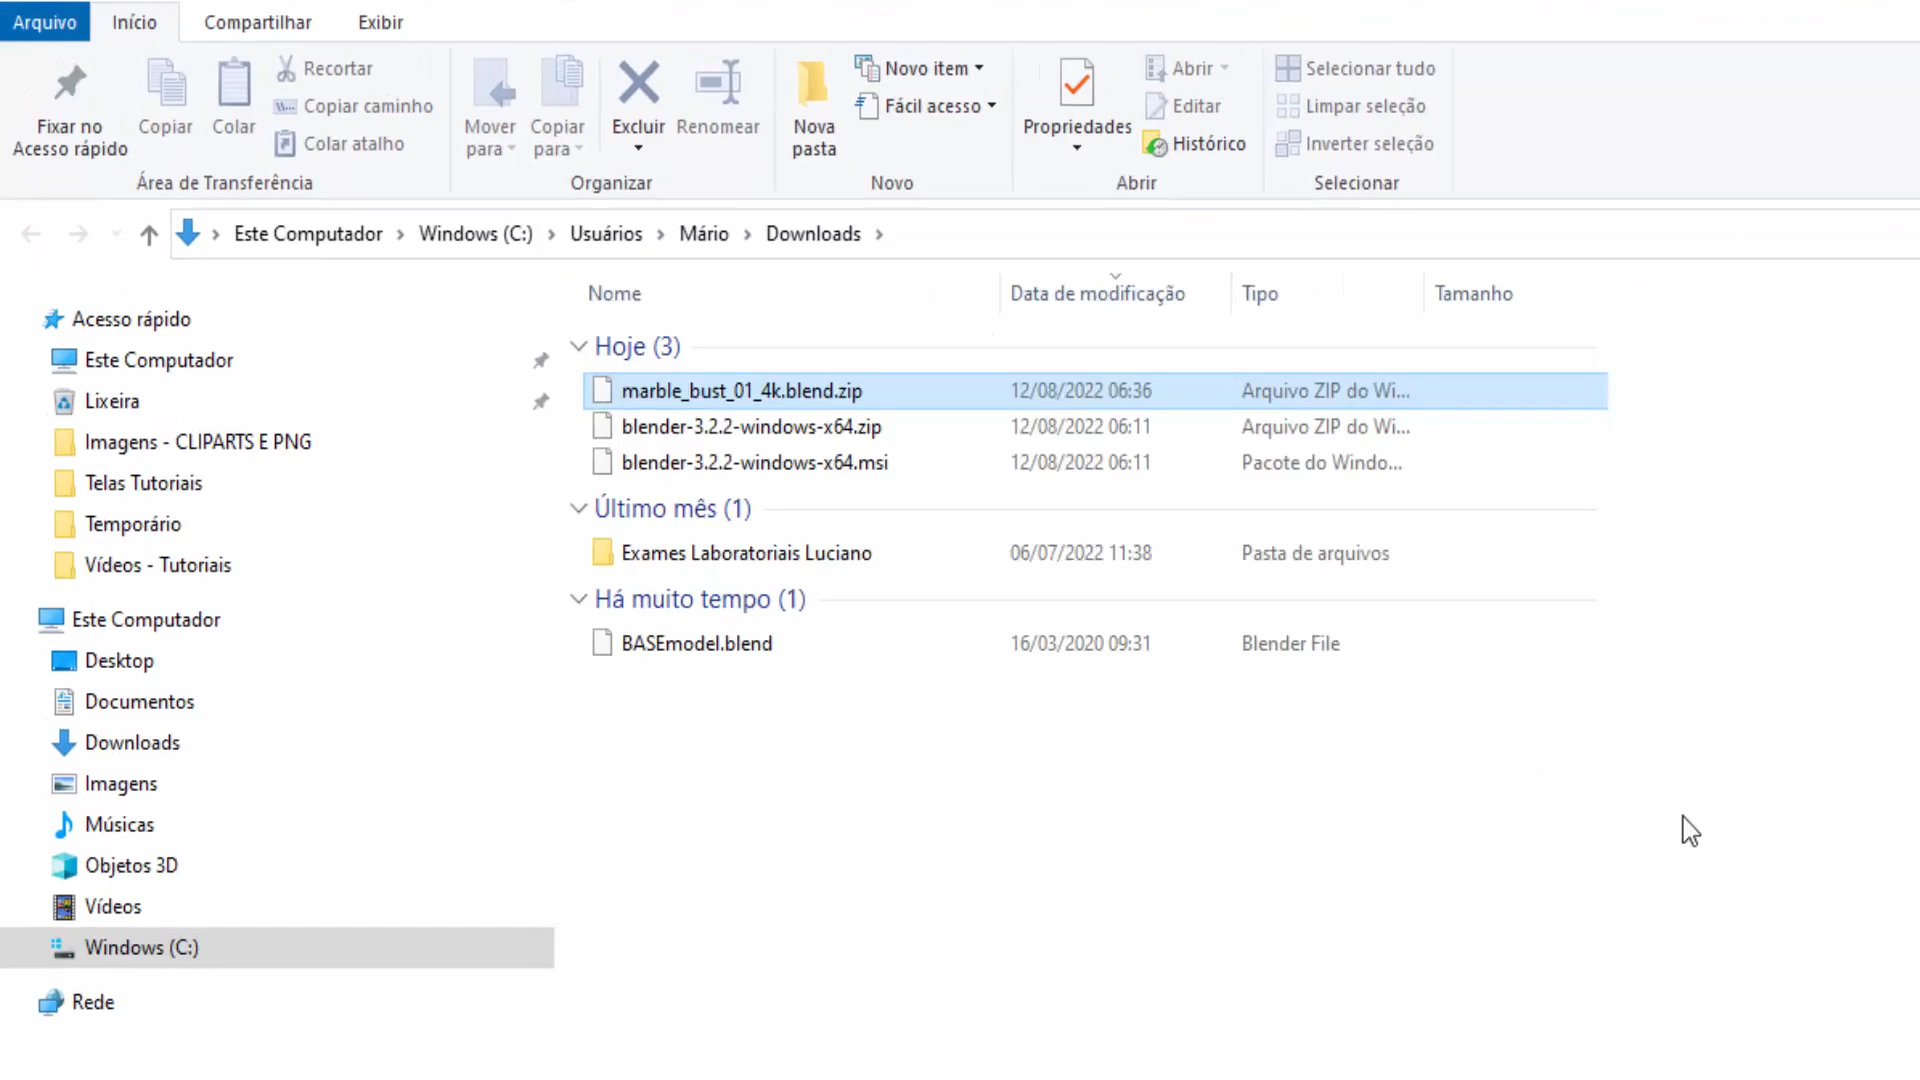 Arquivo
Início
Compartilhar
Exibir
Fixar no
Acesso rápido
Copiar
Colar
Recortar
Copiar caminho
Colar atalho
Área de Transferência
Mover
para
Copiar
para
Excluir
Renomear
Organizar
Nova
pasta
Novo item
Fácil acesso
Novo
Propriedades
Abrir
Editar
Histórico
Abrir
Selecionar tudo
Limpar seleção
Inverter seleção
Selecionar
Este Computador > Windows (C:) > Usuários > Mário > Downloads >
Acesso rápido
Este Computador
Lixeira
Imagens - CLIPARTS E PNG
Telas Tutoriais
Temporário
Vídeos - Tutoriais
Este Computador
Desktop
Documentos
Downloads
Imagens
Músicas
Objetos 3D
Vídeos
Windows (C:)
Rede
Nome Data de modificação Tipo Tamanho
Hoje (3)
marble_bust_01_4k.blend.zip 12/08/2022 06:36 Arquivo ZIP do Wi...
blender-3.2.2-windows-x64.zip 12/08/2022 06:11 Arquivo ZIP do Wi...
blender-3.2.2-windows-x64.msi 12/08/2022 06:11 Pacote do Windo...
Último mês (1)
Exames Laboratoriais Luciano 06/07/2022 11:38 Pasta de arquivos
Há muito tempo (1)
BASEmodel.blend 16/03/2020 09:31 Blender File